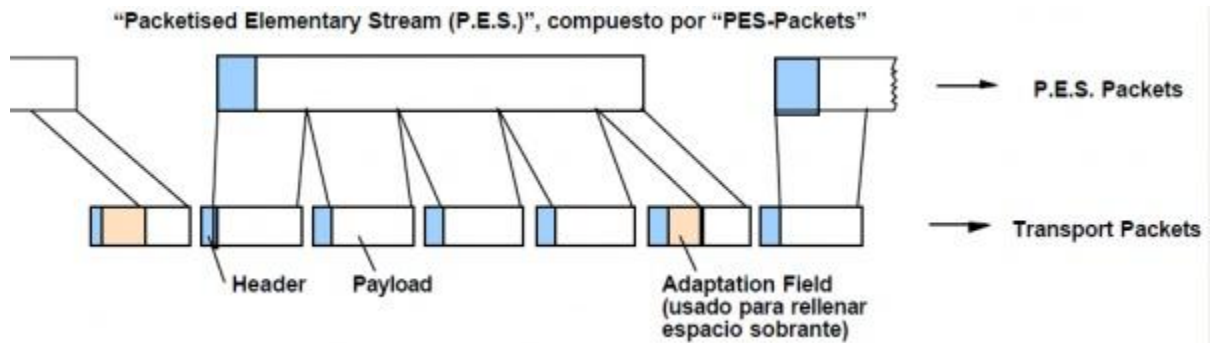 “Packetised Elementary Stream (P.E.S.)”, compuesto por “PES-Packets”
P.E.S. Packets
Transport Packets
Header
Payload
Adaptation Field
(usado para rellenar
espacio sobrante)